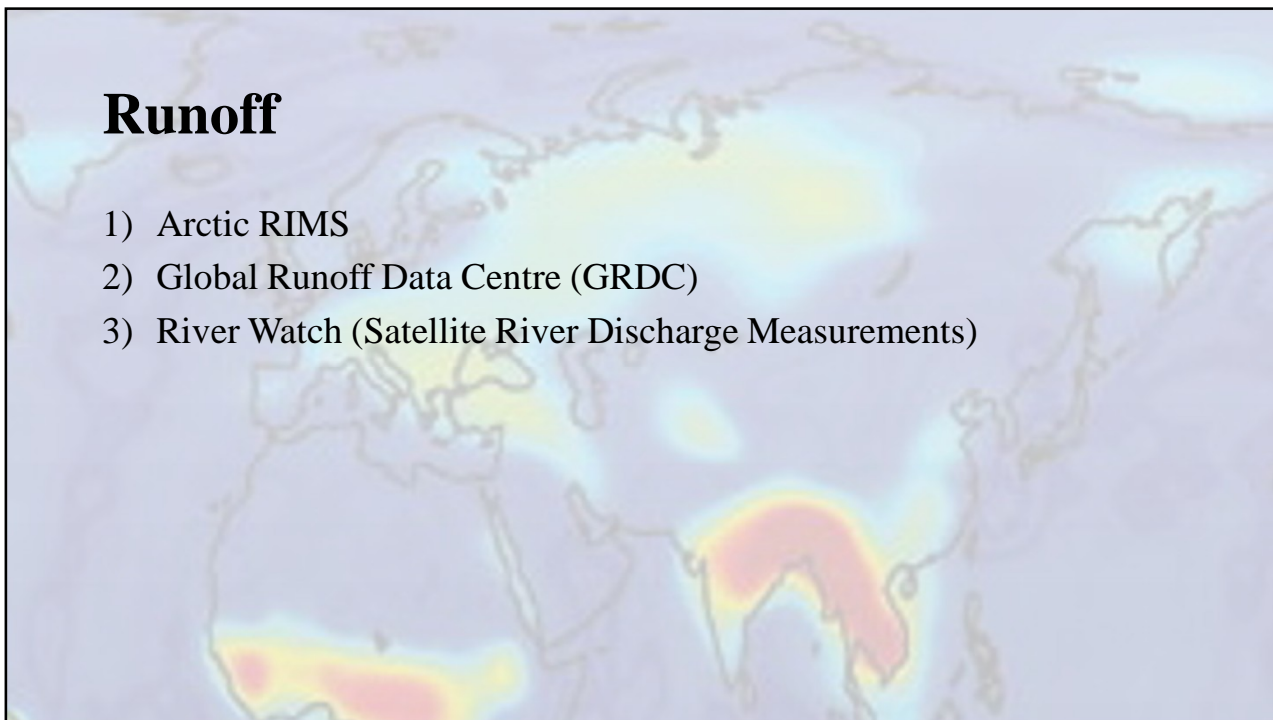 Runoff
1) Arctic RIMS
2) Global Runoff Data Centre (GRDC)
3) River Watch (Satellite River Discharge Measurements)